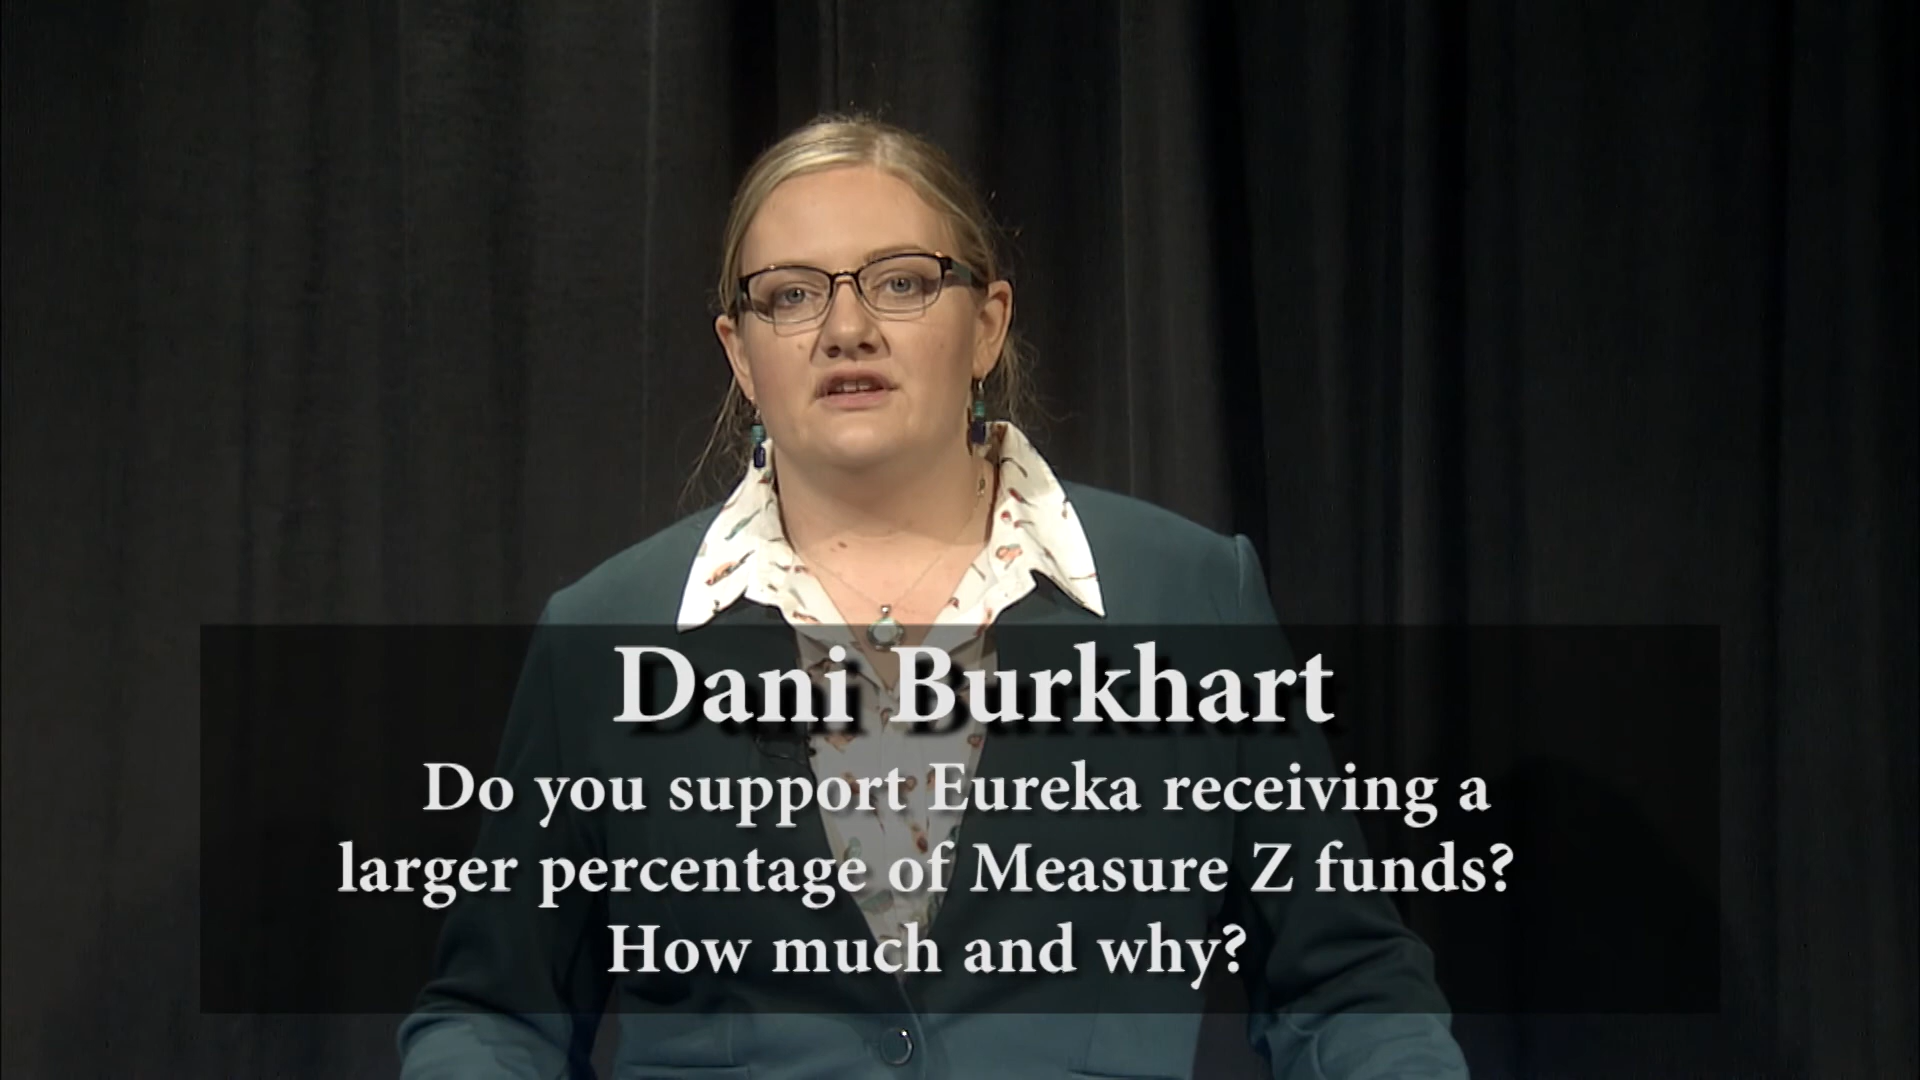 Dani Burkhart
Do you support Eureka receiving a
larger percentage of Measure Z funds?
How much and why?